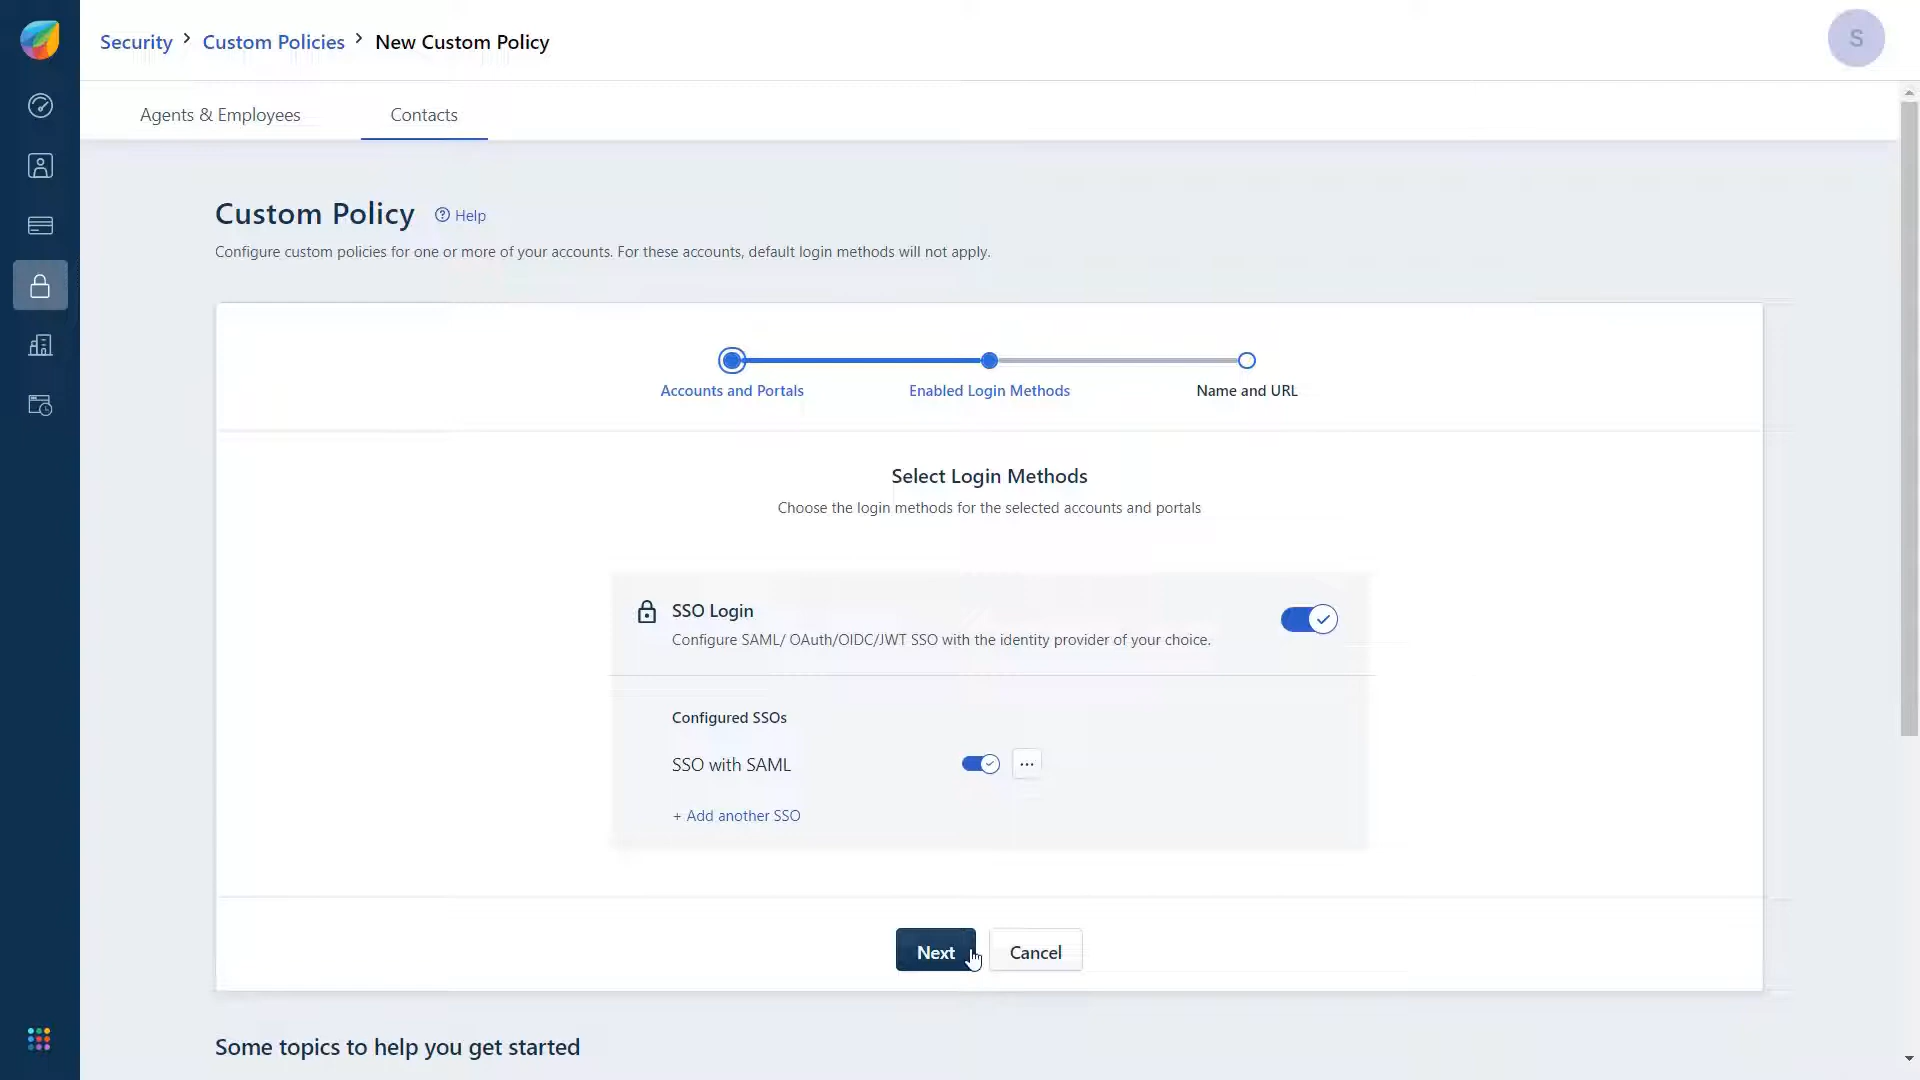 Security > Custom Policies > New Custom Policy
S
Agents & Employees
Contacts
Custom Policy
Help
Configure custom policies for one or more of your accounts. For these accounts, default login methods will not apply.
Accounts and Portals
Enabled Login Methods
Name and URL
Select Login Methods
Choose the login methods for the selected accounts and portals
SSO Login
Configure SAML/ OAuth/OIDC/JWT SSO with the identity provider of your choice.
Configured SSOs
SSO with SAML
...
+ Add another SSO
Next
Cancel
Some topics to help you get started